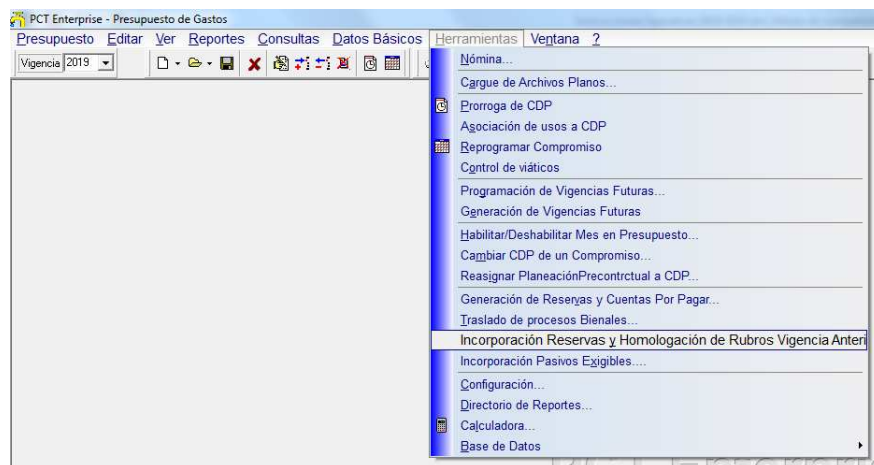 PCT Enterprise - Presupuesto de Gastos
Presupuesto Editar Ver Reportes Consultas Datos Básicos Herramientas Ventana ?
Vigencia 2019
Nómina...
Cargue de Archivos Planos...
Prorroga de CDP
Asociación de usos a CDP
Reprogramar Compromiso
Control de viáticos
Programación de Vigencias Futuras...
Generación de Vigencias Futuras
Habilitar/Deshabilitar Mes en Presupuesto...
Cambiar CDP de un Compromiso...
Reasignar PlaneaciónPrecontrctual a CDP...
Generación de Reservas y Cuentas Por Pagar...
Traslado de procesos Bienales...
Incorporación Reservas y Homologación de Rubros Vigencia Anteri
Incorporación Pasivos Exigibles....
Configuración...
Directorio de Reportes...
Calculadora...
Base de Datos